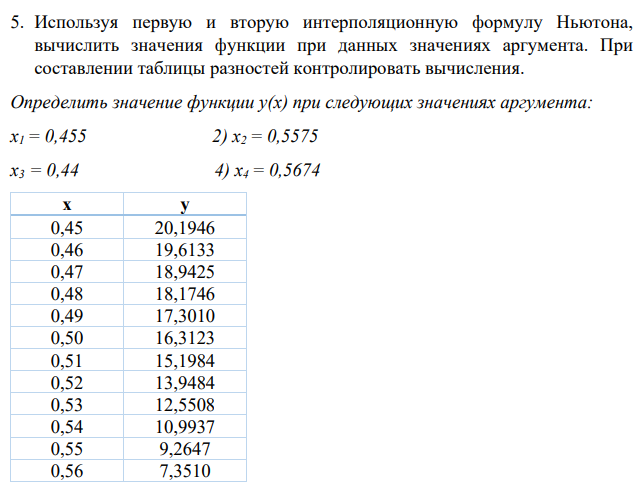 5. Используя первую и вторую интерполяционную формулу Ньютона,
вычислить значения функции при данных значениях аргумента. При
составлении таблицы разностей контролировать вычисления.
Определить значение функции y(x) при следующих значениях аргумента:
x₁ = 0,455 2) x₂ = 0,5575
x₃ = 0,44 4) x₄ = 0,5674
x y
0,45 20,1946
0,46 19,6133
0,47 18,9425
0,48 18,1746
0,49 17,3010
0,50 16,3123
0,51 15,1984
0,52 13,9484
0,53 12,5508
0,54 10,9937
0,55 9,2647
0,56 7,3510